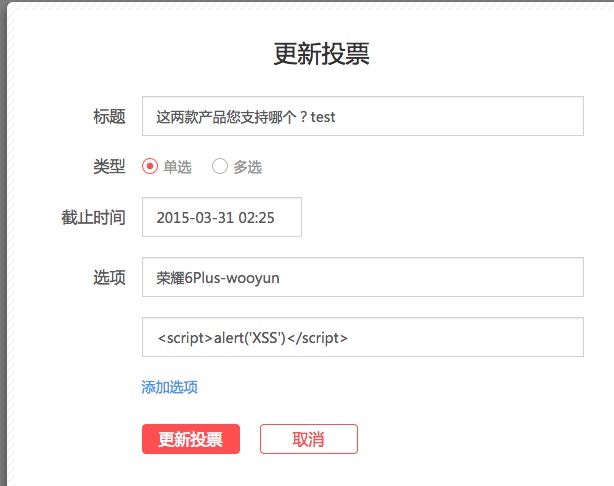 更新投票
标题 这两款产品您支持哪个？test
类型 单选 多选
截止时间 2015-03-31 02:25
选项 荣耀6Plus-wooyun
<script>alert('XSS')</script>
添加选项
更新投票 取消